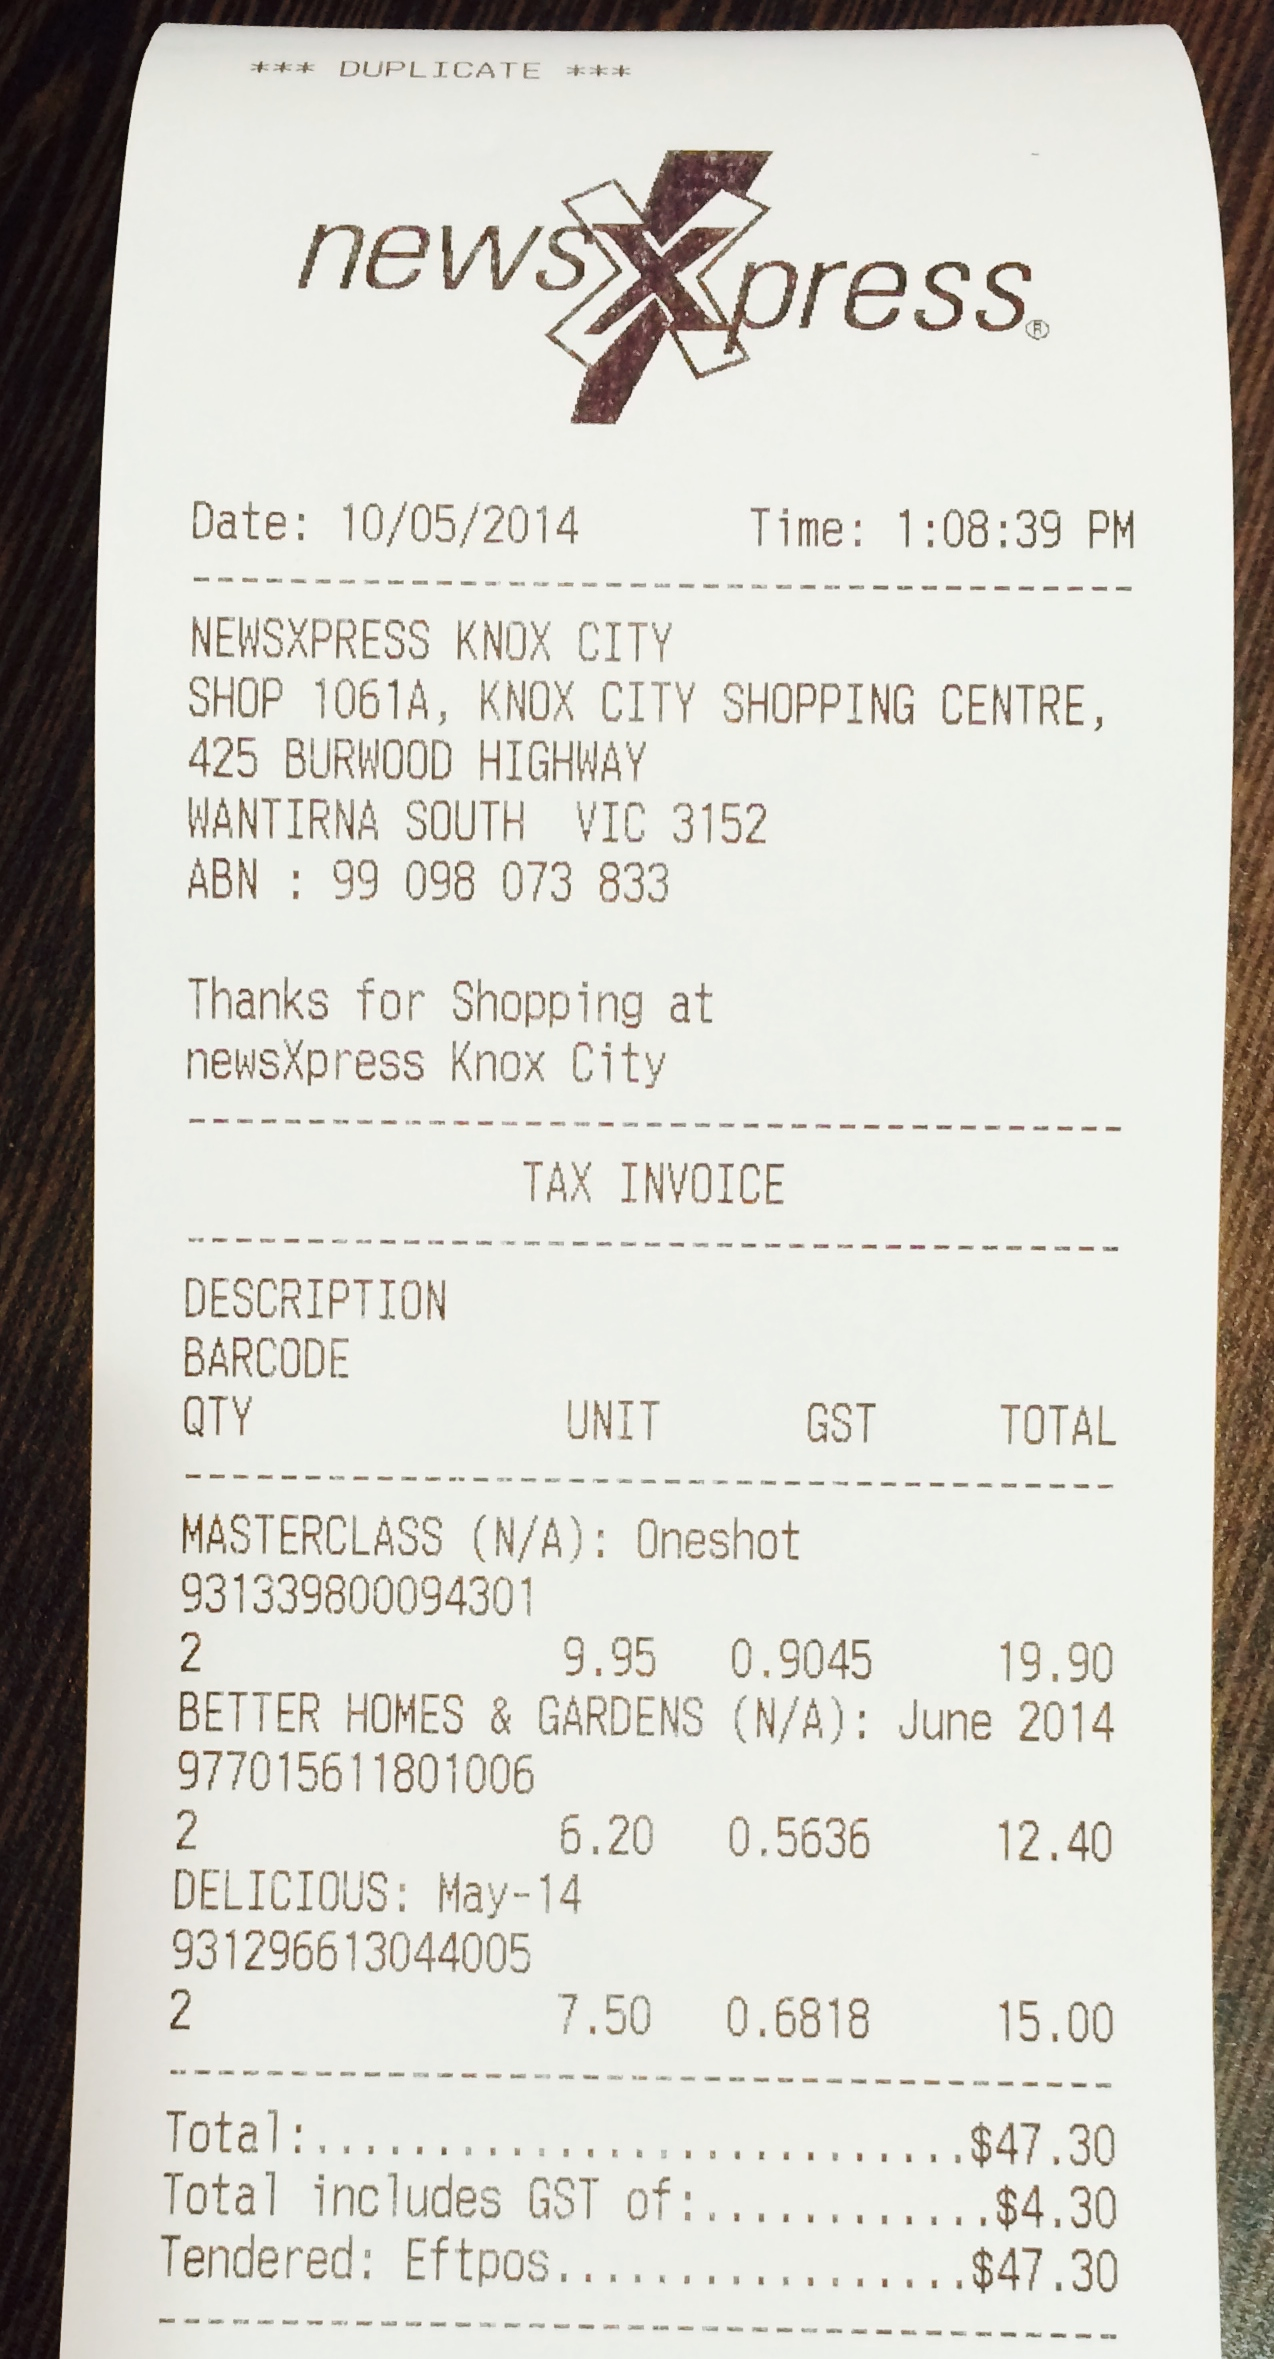 *** DUPLICATE ***
newsXpress®
Date: 10/05/2014 Time: 1:08:39 PM
NEWSXPRESS KNOX CITY
SHOP 1061A, KNOX CITY SHOPPING CENTRE,
425 BURWOOD HIGHWAY
WANTIRNA SOUTH VIC 3152
ABN : 99 098 073 833
Thanks for Shopping at
newsXpress Knox City
TAX INVOICE
DESCRIPTION
BARCODE
QTY UNIT GST TOTAL
MASTERCLASS (N/A): Oneshot
931339800094301
2 9.95 0.9045 19.90
BETTER HOMES & GARDENS (N/A): June 2014
977015611801006
2 6.20 0.5636 12.40
DELICIOUS: May-14
931296613044005
2 7.50 0.6818 15.00
Total:...........................$47.30
Total includes GST of:............$4.30
Tendered: Eftpos.................$47.30